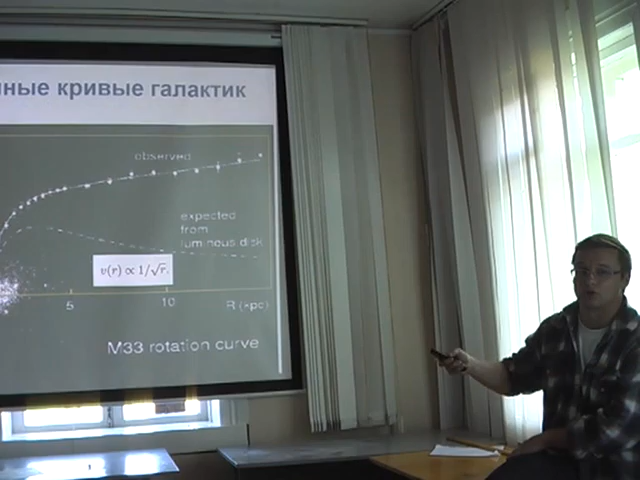 ные кривые галактик
observed
expected
from
luminous disk
v(r) ∝ 1/√r.
5 10 R (kpc)
M33 rotation curve